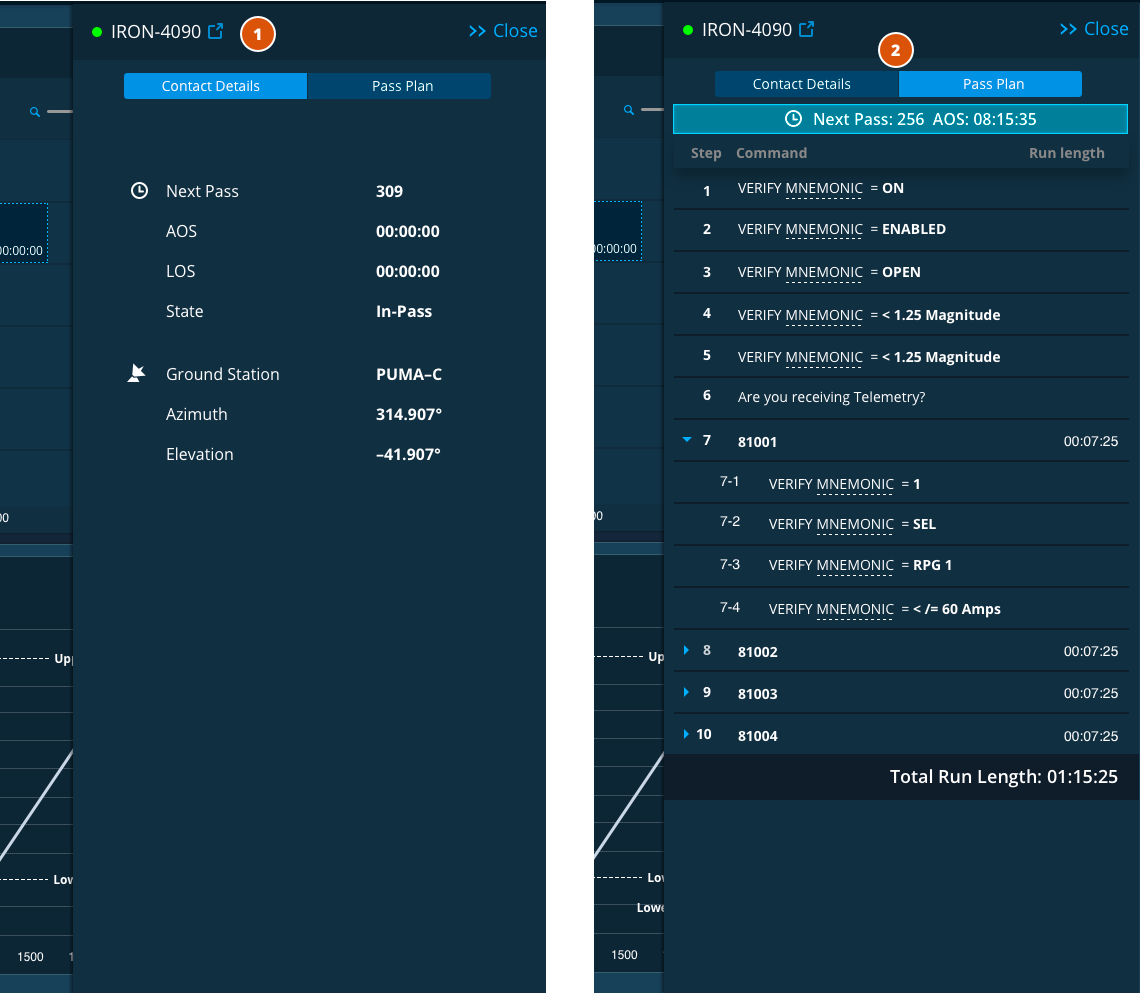 IRON-4090
1
>> Close
Contact Details
Pass Plan
Next Pass 309
AOS 00:00:00
LOS 00:00:00
State In-Pass
Ground Station PUMA–C
Azimuth 314.907°
Elevation –41.907°
00:00:00
00
1500
IRON-4090
2
>> Close
Contact Details
Pass Plan
Next Pass: 256 AOS: 08:15:35
Step Command Run length
1 VERIFY MNEMONIC = ON
2 VERIFY MNEMONIC = ENABLED
3 VERIFY MNEMONIC = OPEN
4 VERIFY MNEMONIC = < 1.25 Magnitude
5 VERIFY MNEMONIC = < 1.25 Magnitude
6 Are you receiving Telemetry?
7 81001 00:07:25
7-1 VERIFY MNEMONIC = 1
7-2 VERIFY MNEMONIC = SEL
7-3 VERIFY MNEMONIC = RPG 1
7-4 VERIFY MNEMONIC = < /= 60 Amps
8 81002 00:07:25
9 81003 00:07:25
10 81004 00:07:25
Total Run Length: 01:15:25
00:00:00
00
1500